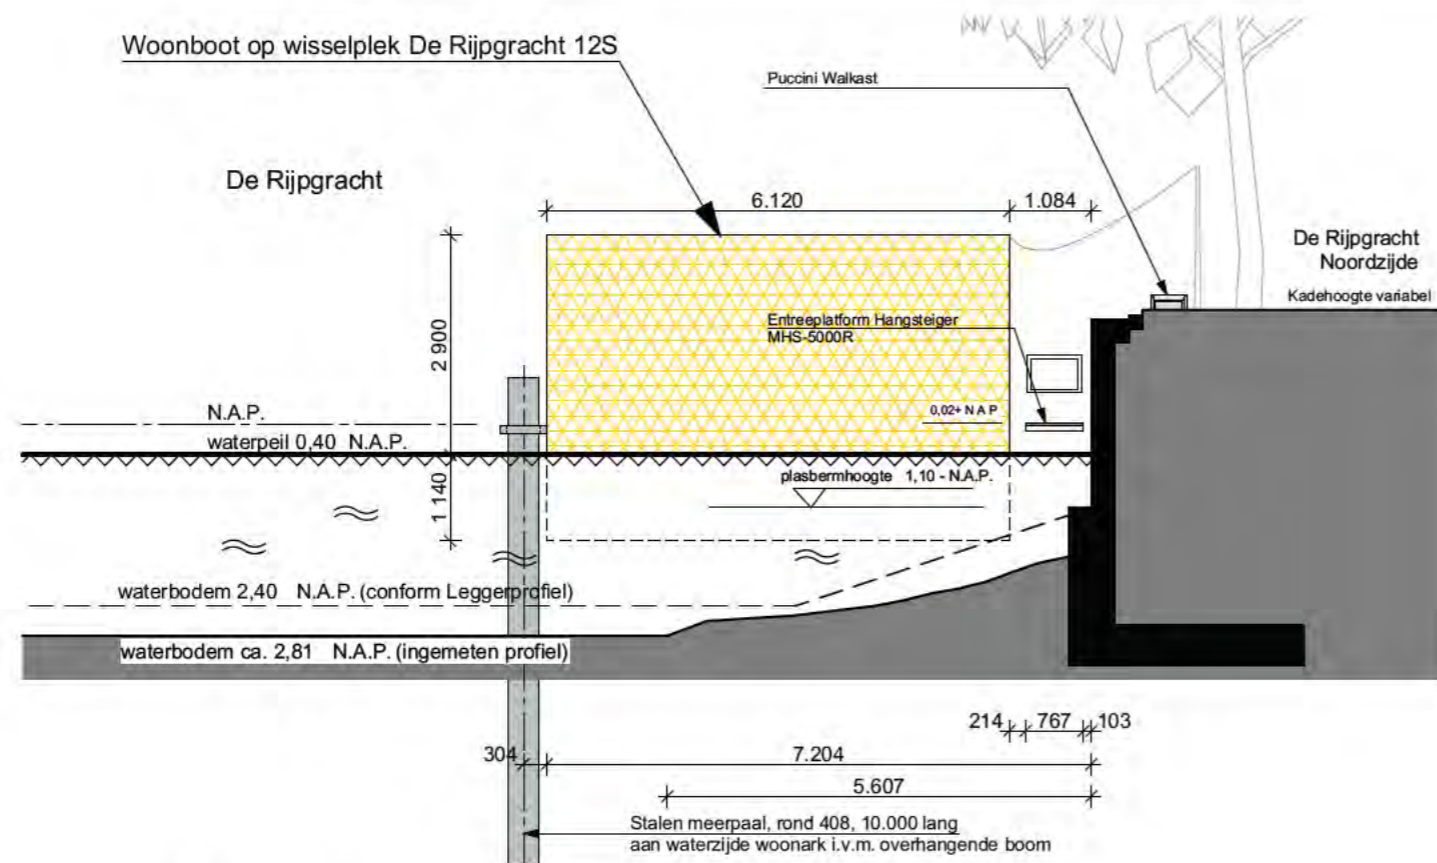 Woonboot op wisselplek De Rijpgracht 12S
Puccini Walkast
De Rijpgracht
6.120
1.084
De Rijpgracht
Noordzijde
Kadehoogte variabel
Entreeplatform Hangsteiger
MHS-5000R
2 900
N.A.P.
0,02+ N A P
waterpeil 0,40 N.A.P.
plasbermhoogte 1,10 - N.A.P.
1 140
waterbodem 2,40 N.A.P. (conform Leggerprofiel)
waterbodem ca. 2,81 N.A.P. (ingemeten profiel)
214 767 103
304 7.204
5.607
Stalen meerpaal, rond 408, 10.000 lang
aan waterzijde woonark i.v.m. overhangende boom